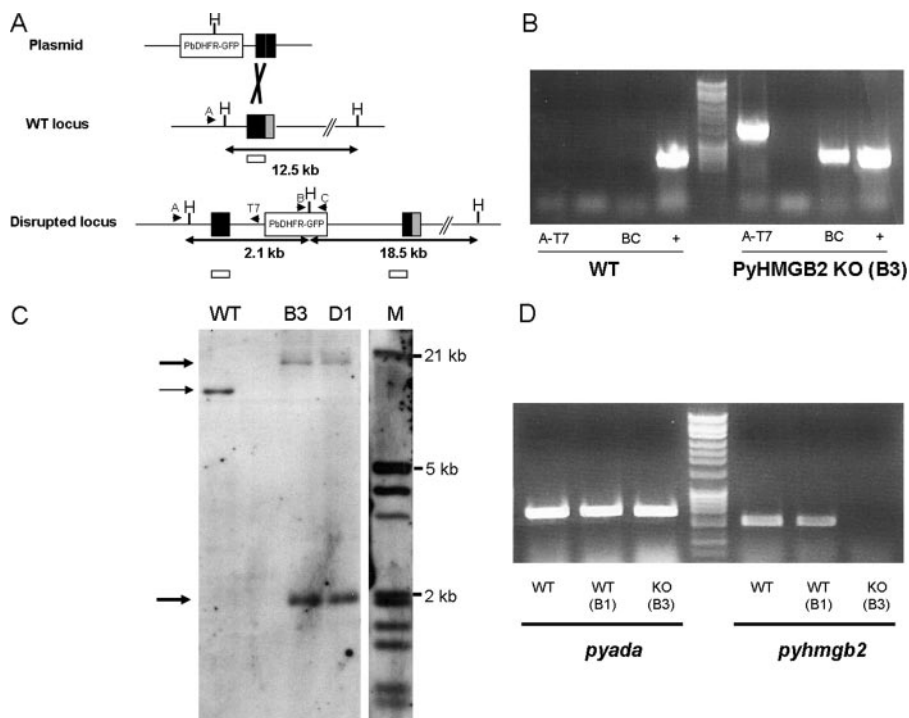 A
H
Plasmid
PbDHFR-GFP
WT locus
A
H
H
12.5 kb
Disrupted locus
A
H
T7
B
H
C
PbDHFR-GFP
H
2.1 kb
18.5 kb
B
A-T7
BC
+
A-T7
BC
+
WT
PyHMGB2 KO (B3)
C
WT
B3
D1
M
21 kb
5 kb
2 kb
D
WT
WT
(B1)
KO
(B3)
WT
WT
(B1)
KO
(B3)
pyada
pyhmgb2